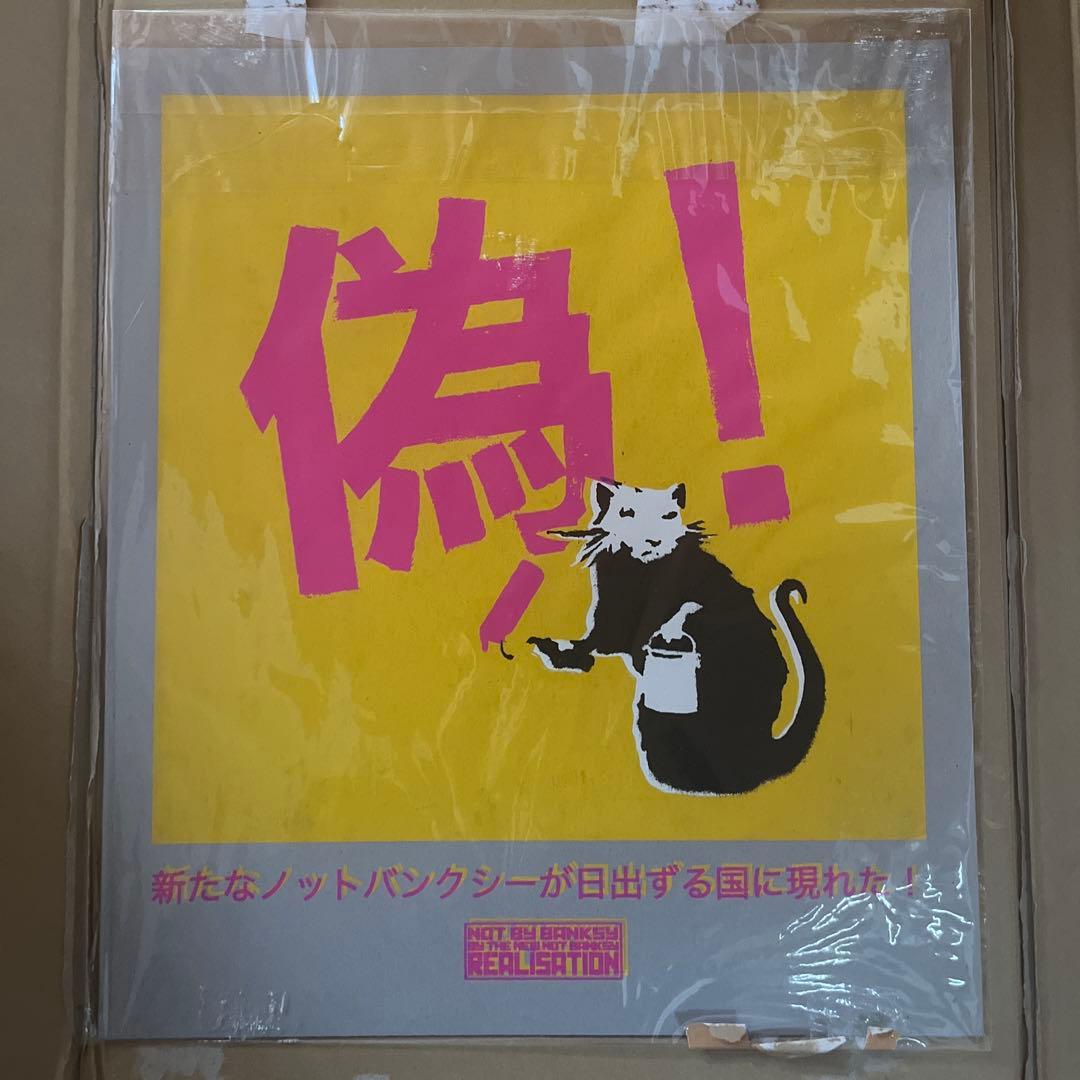 偽！
新たなノットバンクシーが日出ずる国に現れた！
NOT BY BANKSY
BY THE NEW NOT BANKSY
REALISATION